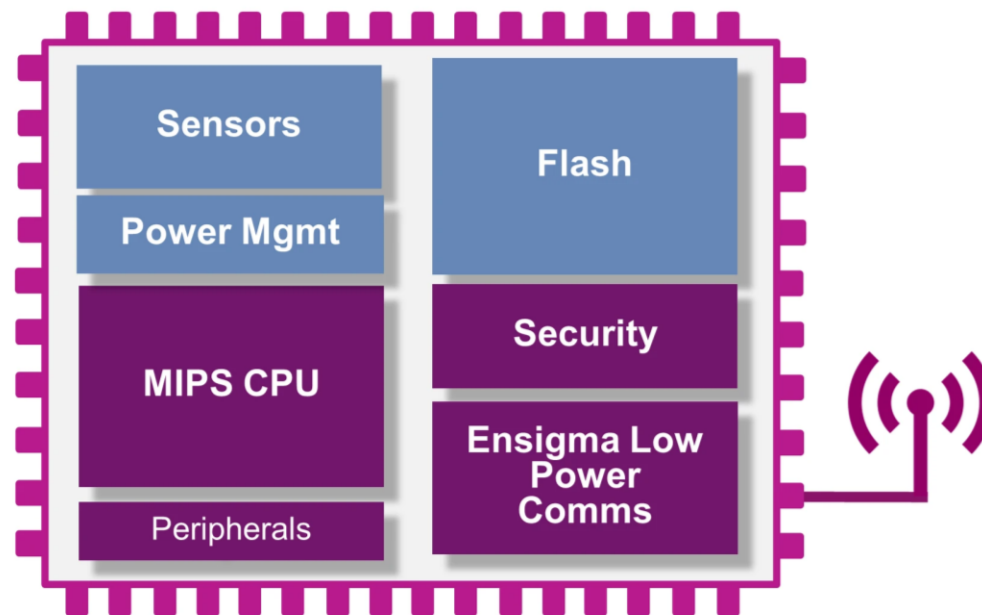 Sensors
Power Mgmt
MIPS CPU
Peripherals
Flash
Security
Ensigma Low
Power
Comms